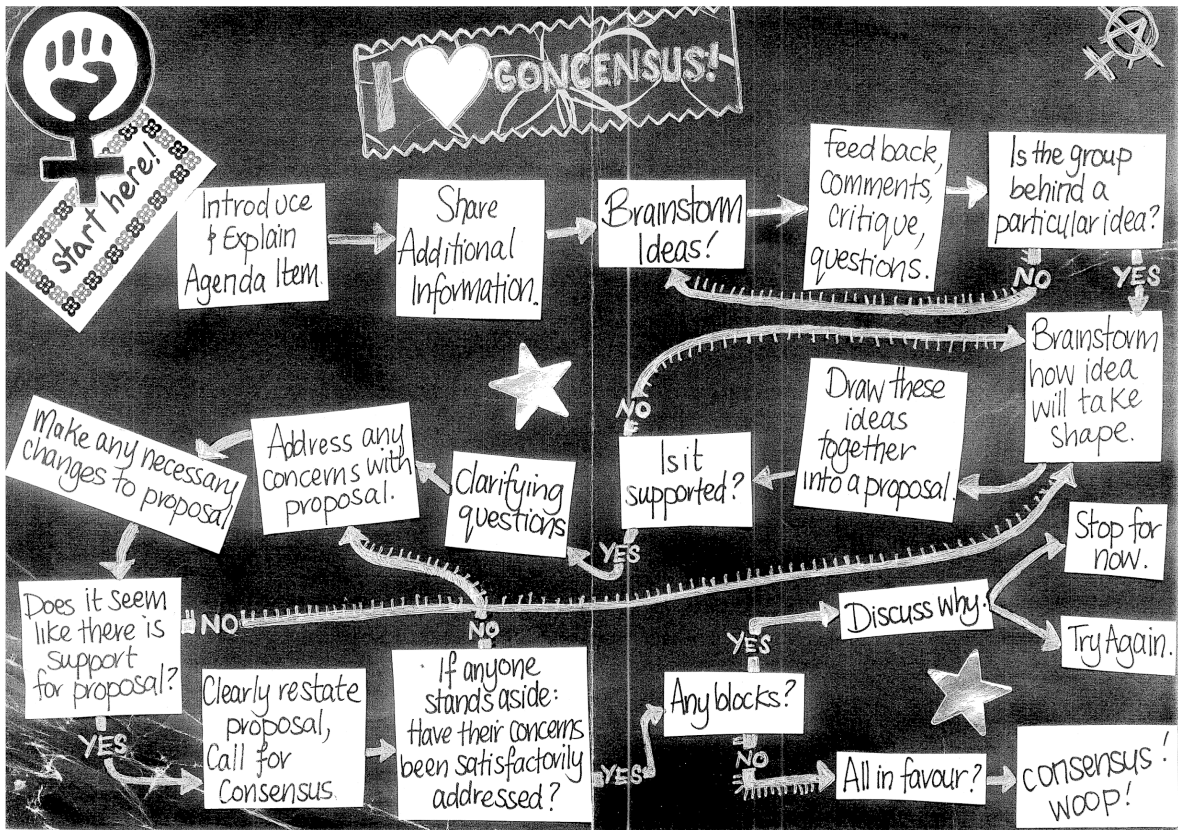 I ♥ CONCENSUS!
start here!
Introduce
& Explain
Agenda Item.
Share
Additional
Information.
Brainstorm
Ideas!
Feedback,
comments,
critique,
questions.
Is the group
behind a
particular idea?
NO
YES
Brainstorm
how idea
will take
shape.
Draw these
ideas
together
into a proposal.
Is it
supported?
NO
YES
Clarifying
questions
Address any
concerns with
proposal.
Make any necessary
changes to proposal
Does it seem
like there is
support
for proposal?
NO
YES
Clearly restate
proposal,
Call for
Consensus.
If anyone
stands aside:
Have their concerns
been satisfactorily
addressed?
NO
YES
Any blocks?
YES
Discuss why.
Stop for
now.
Try Again.
NO
All in favour?
consensus!
woop!